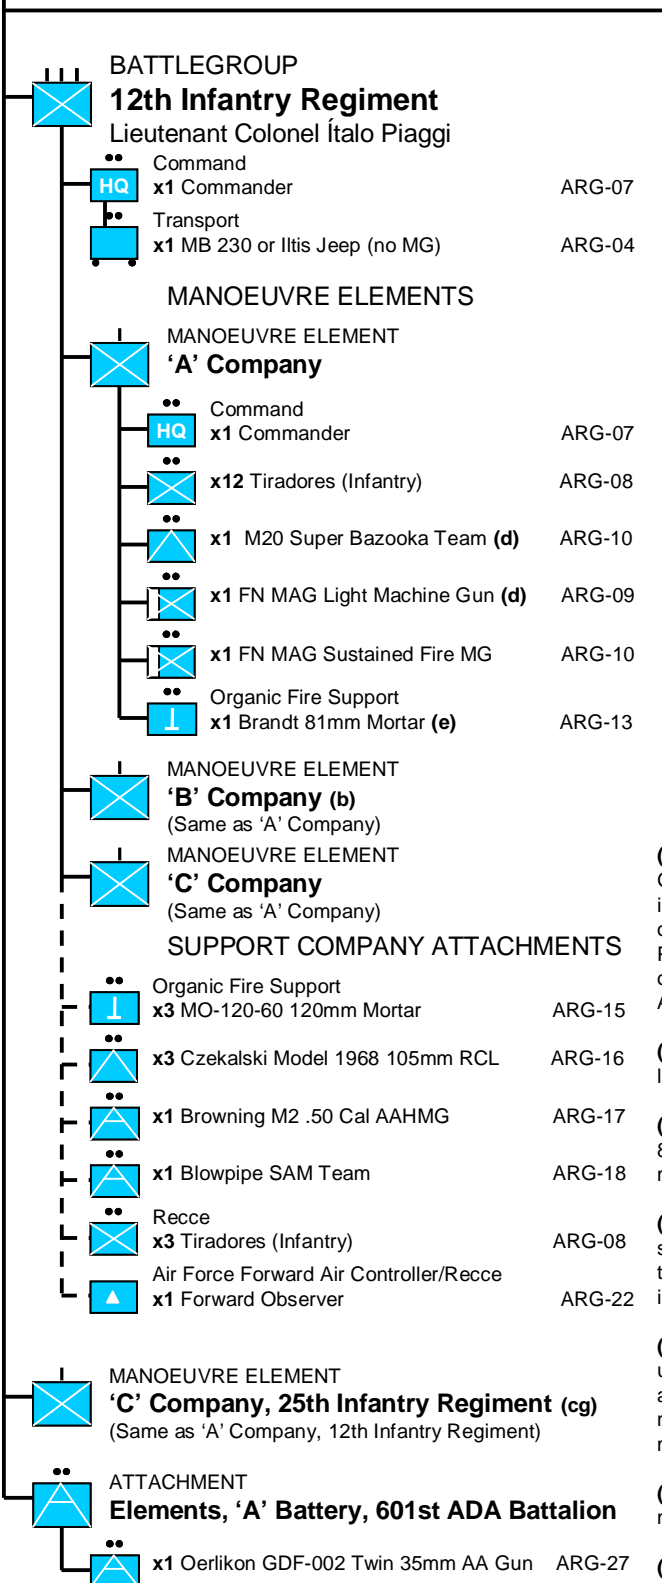 BATTLEGROUP
12th Infantry Regiment
Lieutenant Colonel Ítalo Piaggi
Command
HQ x1 Commander ARG-07
Transport
x1 MB 230 or Iltis Jeep (no MG) ARG-04
MANOEUVRE ELEMENTS
MANOEUVRE ELEMENT
‘A’ Company
Command
HQ x1 Commander ARG-07
x12 Tiradores (Infantry) ARG-08
x1 M20 Super Bazooka Team (d) ARG-10
x1 FN MAG Light Machine Gun (d) ARG-09
x1 FN MAG Sustained Fire MG ARG-10
Organic Fire Support
x1 Brandt 81mm Mortar (e) ARG-13
MANOEUVRE ELEMENT
‘B’ Company (b)
(Same as ‘A’ Company)
MANOEUVRE ELEMENT
‘C’ Company
(Same as ‘A’ Company)
SUPPORT COMPANY ATTACHMENTS
Organic Fire Support
x3 MO-120-60 120mm Mortar ARG-15
x3 Czekalski Model 1968 105mm RCL ARG-16
x1 Browning M2 .50 Cal AAHMG ARG-17
x1 Blowpipe SAM Team ARG-18
Recce
x3 Tiradores (Infantry) ARG-08
Air Force Forward Air Controller/Recce
x1 Forward Observer ARG-22
MANOEUVRE ELEMENT
‘C’ Company, 25th Infantry Regiment (cg)
(Same as ‘A’ Company, 12th Infantry Regiment)
ATTACHMENT
Elements, ‘A’ Battery, 601st ADA Battalion
x1 Oerlikon GDF-002 Twin 35mm AA Gun ARG-27